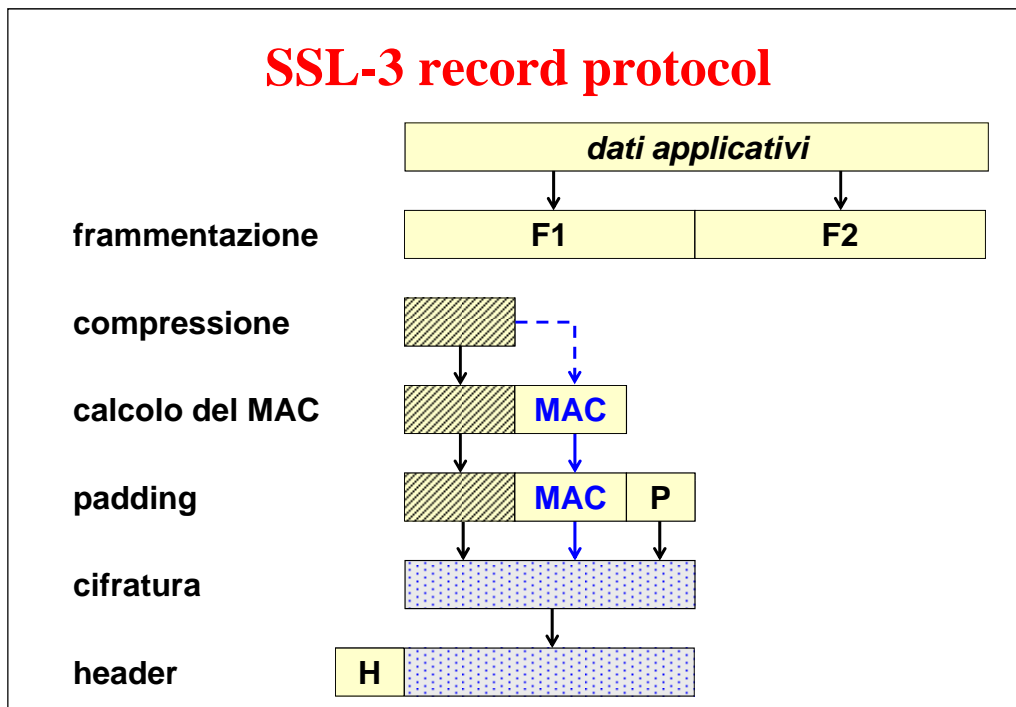 SSL-3 record protocol
dati applicativi
frammentazione F1 F2
compressione
calcolo del MAC MAC
padding MAC P
cifratura
header H